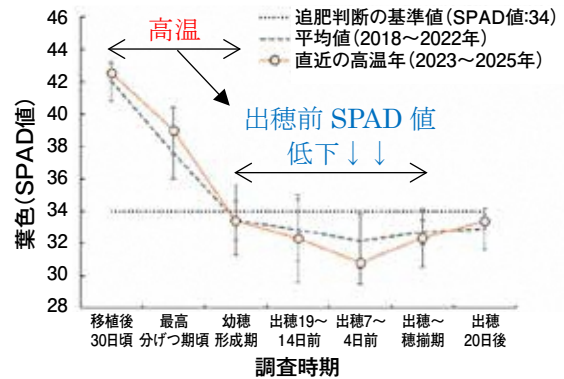 追肥判断の基準値(SPAD値:34)
平均値(2018～2022年)
直近の高温年(2023～2025年)
高温
出穂前 SPAD 値
低下↓↓
葉色(SPAD値)
46
44
42
40
38
36
34
32
30
28
移植後
30日頃
最高
分げつ期頃
幼穂
形成期
出穂19～
14日前
出穂7～
4日前
出穂～
穂揃期
出穂
20日後
調査時期